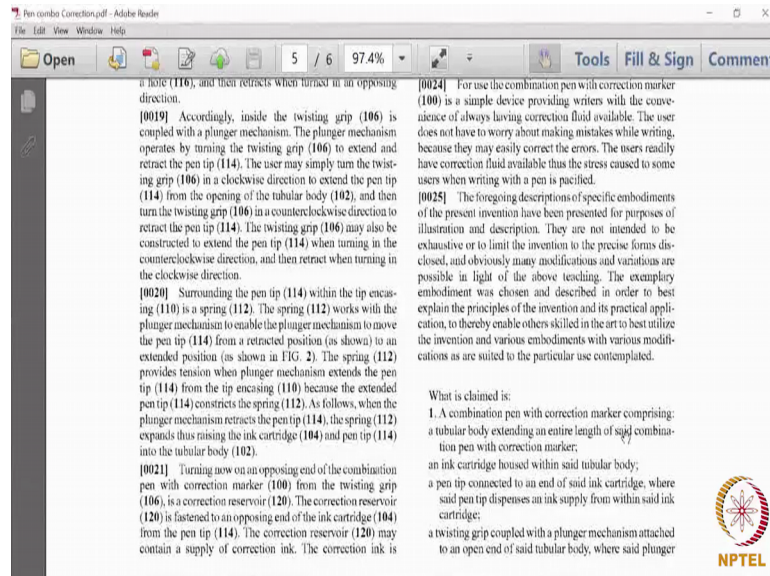 Pen combo Correction.pdf - Adobe Reader
File Edit View Window Help
Open 5 / 6 97.4% Tools Fill & Sign Commen
a hole (116), and then retracts when turned in an opposing
direction.
[0019] Accordingly, inside the twisting grip (106) is
coupled with a plunger mechanism. The plunger mechanism
operates by turning the twisting grip (106) to extend and
retract the pen tip (114). The user may simply turn the twist-
ing grip (106) in a clockwise direction to extend the pen tip
(114) from the opening of the tubular body (102), and then
turn the twisting grip (106) in a counterclockwise direction to
retract the pen tip (114). The twisting grip (106) may also be
constructed to extend the pen tip (114) when turning in the
counterclockwise direction, and then retract when turning in
the clockwise direction.
[0020] Surrounding the pen tip (114) within the tip encas-
ing (110) is a spring (112). The spring (112) works with the
plunger mechanism to enable the plunger mechanism to move
the pen tip (114) from a retracted position (as shown) to an
extended position (as shown in FIG. 2). The spring (112)
provides tension when plunger mechanism extends the pen
tip (114) from the tip encasing (110) because the extended
pen tip (114) constricts the spring (112). As follows, when the
plunger mechanism retracts the pen tip (114), the spring (112)
expands thus raising the ink cartridge (104) and pen tip (114)
into the tubular body (102).
[0021] Turning now on an opposing end of the combination
pen with correction marker (100) from the twisting grip
(106), is a correction reservoir (120). The correction reservoir
(120) is fastened to an opposing end of the ink cartridge (104)
from the pen tip (114). The correction reservoir (120) may
contain a supply of correction ink. The correction ink is
[0024] For use the combination pen with correction marker
(100) is a simple device providing writers with the conve-
nience of always having correction fluid available. The user
does not have to worry about making mistakes while writing,
because they may easily correct the errors. The users readily
have correction fluid available thus the stress caused to some
users when writing with a pen is pacified.
[0025] The foregoing descriptions of specific embodiments
of the present invention have been presented for purposes of
illustration and description. They are not intended to be
exhaustive or to limit the invention to the precise forms dis-
closed, and obviously many modifications and variations are
possible in light of the above teaching. The exemplary
embodiment was chosen and described in order to best
explain the principles of the invention and its practical appli-
cation, to thereby enable others skilled in the art to best utilize
the invention and various embodiments with various modifi-
cations as are suited to the particular use contemplated.
What is claimed is:
1. A combination pen with correction marker comprising:
a tubular body extending an entire length of said combina-
tion pen with correction marker;
an ink cartridge housed within said tubular body;
a pen tip connected to an end of said ink cartridge, where
said pen tip dispenses an ink supply from within said ink
cartridge;
a twisting grip coupled with a plunger mechanism attached
to an open end of said tubular body, where said plunger
NPTEL